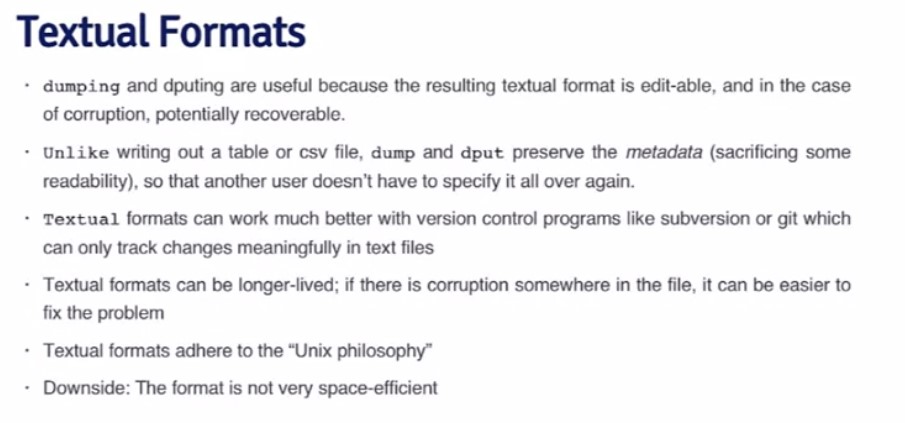 Textual Formats
· dumping and dputing are useful because the resulting textual format is edit-able, and in the case
of corruption, potentially recoverable.
· Unlike writing out a table or csv file, dump and dput preserve the metadata (sacrificing some
readability), so that another user doesn't have to specify it all over again.
· Textual formats can work much better with version control programs like subversion or git which
can only track changes meaningfully in text files
· Textual formats can be longer-lived; if there is corruption somewhere in the file, it can be easier to
fix the problem
· Textual formats adhere to the “Unix philosophy”
· Downside: The format is not very space-efficient